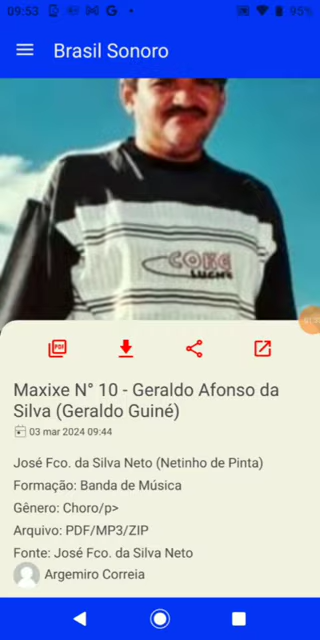 09:53
95%
Brasil Sonoro
COKE
LUCKE
PDF
Maxixe N° 10 - Geraldo Afonso da
Silva (Geraldo Guiné)
03 mar 2024 09:44
José Fco. da Silva Neto (Netinho de Pinta)
Formação: Banda de Música
Gênero: Choro/p>
Arquivo: PDF/MP3/ZIP
Fonte: José Fco. da Silva Neto
Argemiro Correia